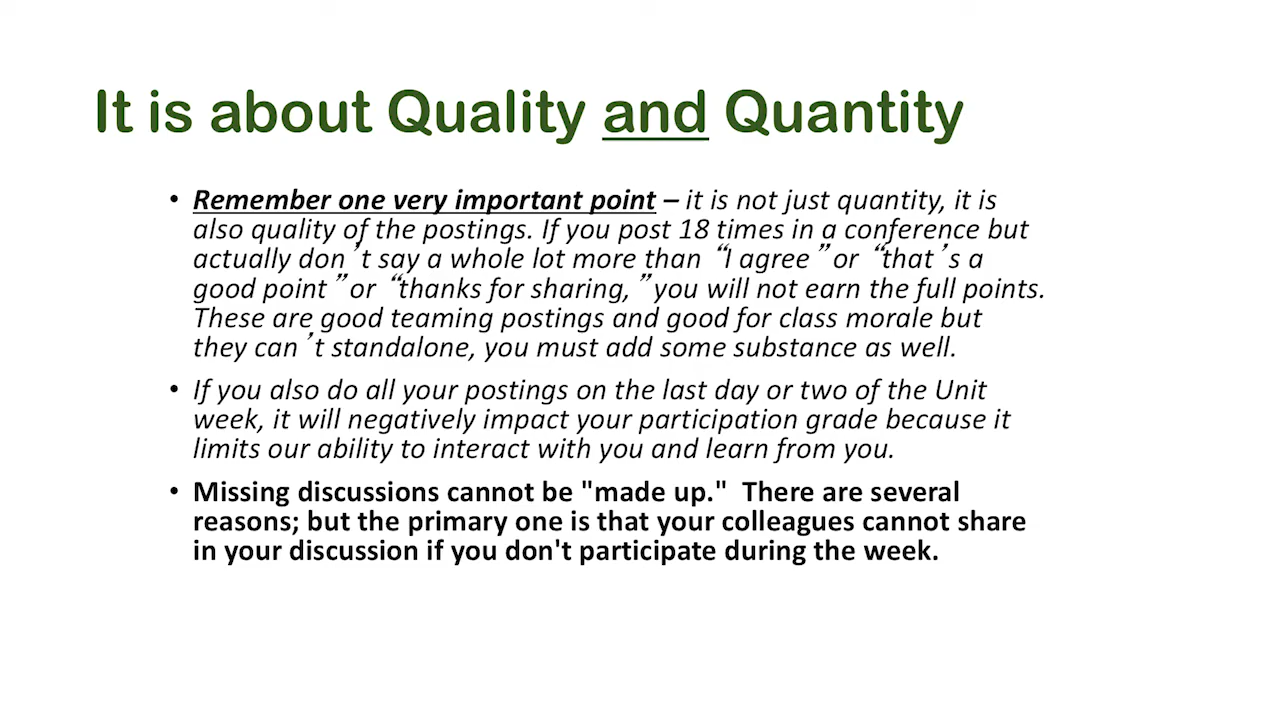 It is about Quality and Quantity
• Remember one very important point – it is not just quantity, it is
also quality of the postings. If you post 18 times in a conference but
actually don’t say a whole lot more than “I agree” or “that’s a
good point” or “thanks for sharing,” you will not earn the full points.
These are good teaming postings and good for class morale but
they can’t standalone, you must add some substance as well.
• If you also do all your postings on the last day or two of the Unit
week, it will negatively impact your participation grade because it
limits our ability to interact with you and learn from you.
• Missing discussions cannot be "made up."  There are several
reasons; but the primary one is that your colleagues cannot share
in your discussion if you don't participate during the week.